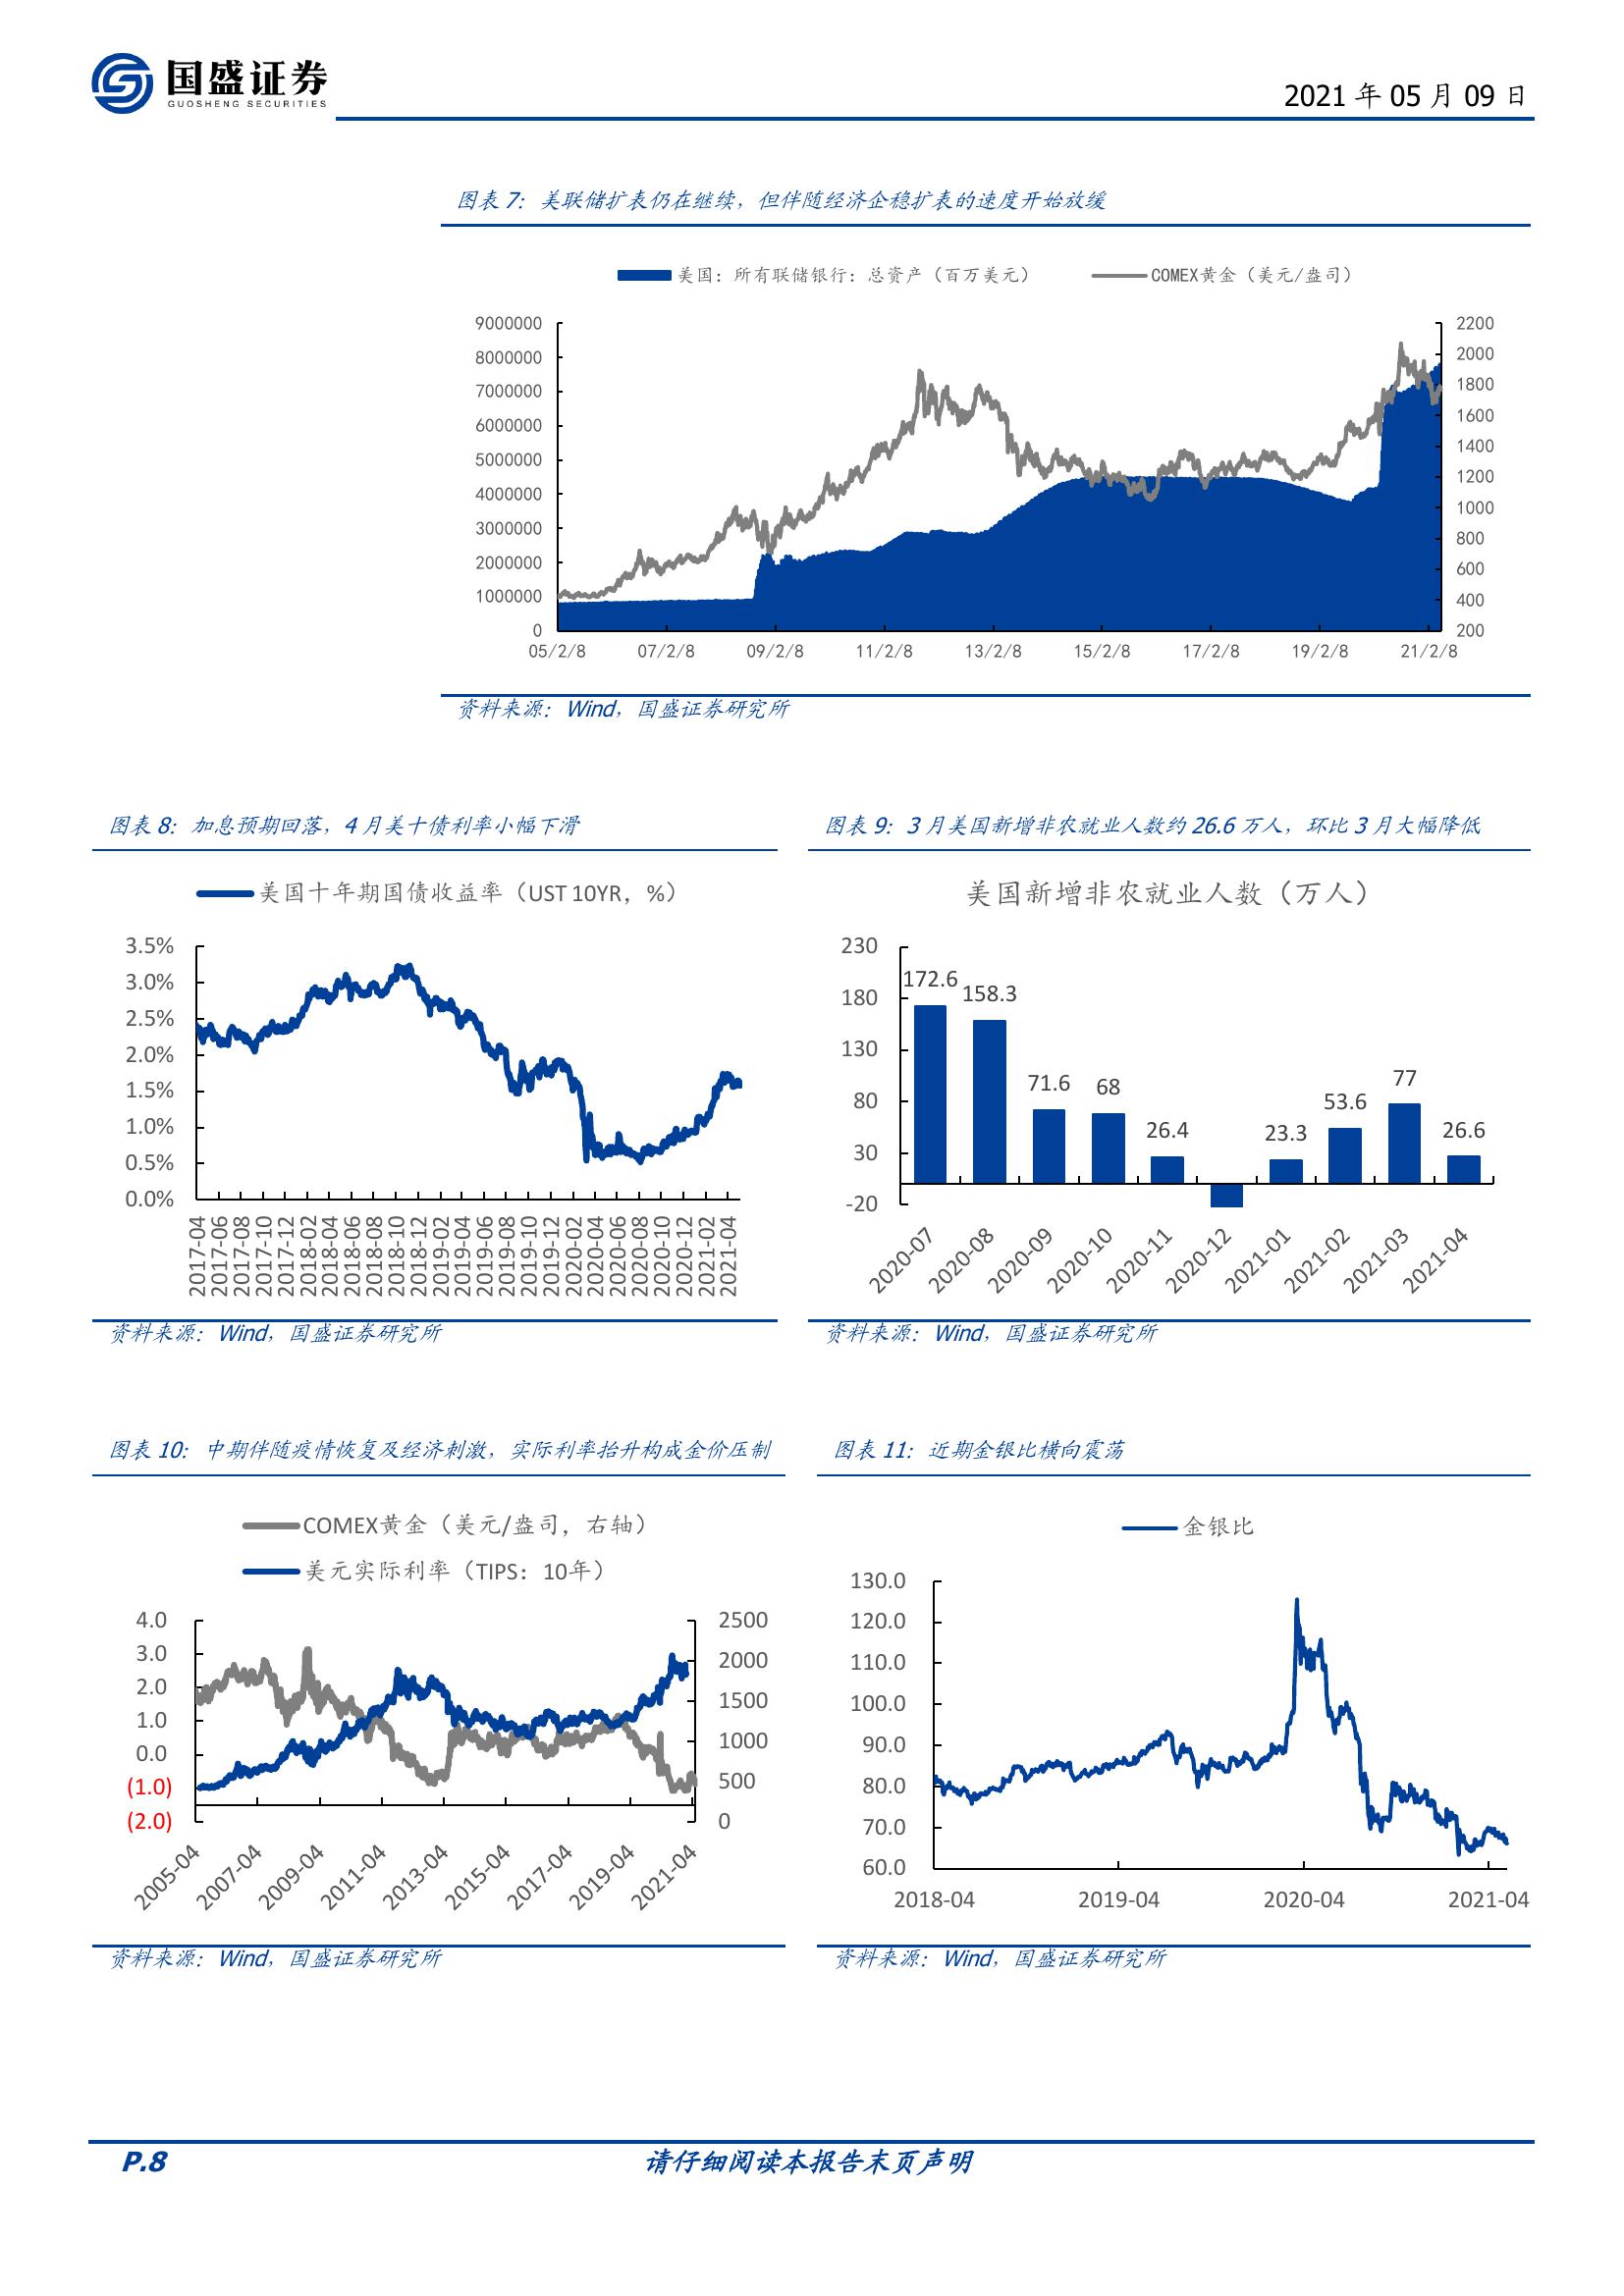 国盛证券
GUOSHENG SECURITIES
2021 年 05 月 09 日
图表 7：美联储扩表仍在继续，但伴随经济企稳扩表的速度开始放缓
美国：所有联储银行：总资产（百万美元） COMEX黄金（美元/盎司）
9000000 2200
8000000 2000
7000000 1800
6000000 1600
5000000 1400
4000000 1200
3000000 1000
2000000 800
1000000 600
0 400
200
05/2/8 07/2/8 09/2/8 11/2/8 13/2/8 15/2/8 17/2/8 19/2/8 21/2/8
资料来源：Wind，国盛证券研究所
图表 8：加息预期回落，4 月美十债利率小幅下滑
美国十年期国债收益率（UST 10YR，%）
3.5%
3.0%
2.5%
2.0%
1.5%
1.0%
0.5%
0.0%
2017-04 2017-06 2017-08 2017-10 2017-12 2018-02 2018-04 2018-06 2018-08 2018-10 2018-12 2019-02 2019-04 2019-06 2019-08 2019-10 2019-12 2020-02 2020-04 2020-06 2020-08 2020-10 2020-12 2021-02 2021-04
资料来源：Wind，国盛证券研究所
图表 9：3 月美国新增非农就业人数约 26.6 万人，环比 3 月大幅降低
美国新增非农就业人数（万人）
230
180
130
80
30
-20
172.6 158.3 71.6 68 26.4 23.3 53.6 77 26.6
2020-07 2020-08 2020-09 2020-10 2020-11 2020-12 2021-01 2021-02 2021-03 2021-04
资料来源：Wind，国盛证券研究所
图表 10：中期伴随疫情恢复及经济刺激，实际利率抬升构成金价压制
COMEX黄金（美元/盎司，右轴）
美元实际利率（TIPS：10年）
4.0 2500
3.0 2000
2.0 1500
1.0 1000
0.0 500
(1.0) 0
(2.0)
2005-04 2007-04 2009-04 2011-04 2013-04 2015-04 2017-04 2019-04 2021-04
资料来源：Wind，国盛证券研究所
图表 11：近期金银比横向震荡
金银比
130.0
120.0
110.0
100.0
90.0
80.0
70.0
60.0
2018-04 2019-04 2020-04 2021-04
资料来源：Wind，国盛证券研究所
P.8 请仔细阅读本报告末页声明